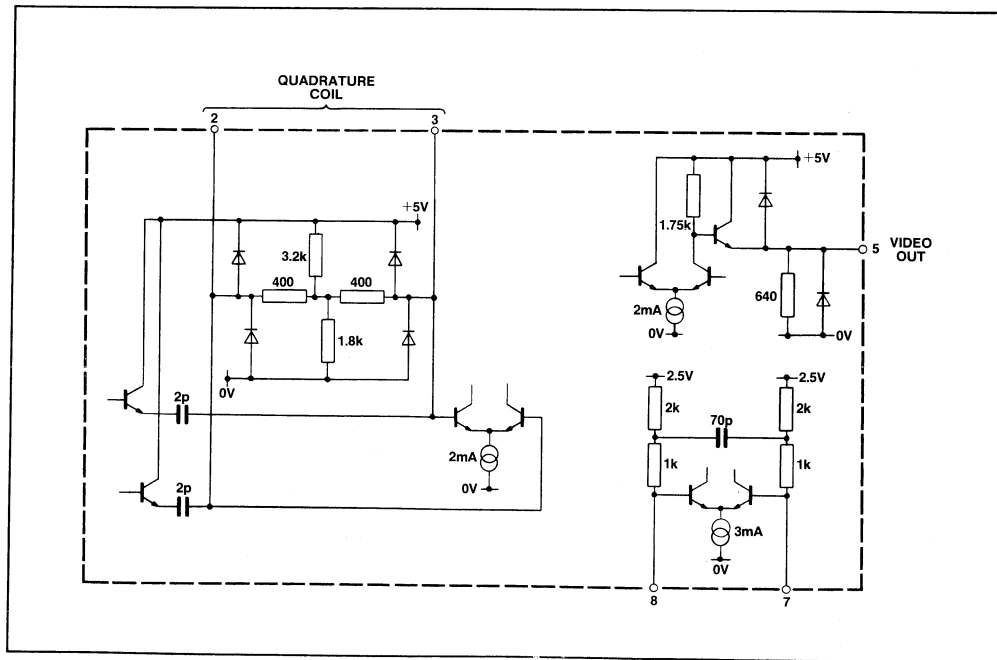 QUADRATURE
COIL
2
3
+5V
3.2k
400
400
1.8k
0V
2p
2p
2mA
0V
+5V
1.75k
5 VIDEO
OUT
640
2mA
0V
0V
2.5V
2.5V
2k
70p
2k
1k
1k
3mA
0V
8
7